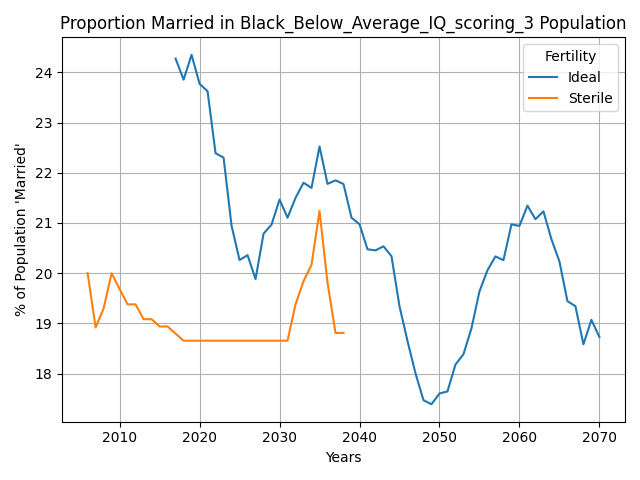 Proportion Married in Black_Below_Average_IQ_scoring_3 Population
Fertility
Ideal
Sterile
% of Population 'Married'
24
23
22
21
20
19
18
2010
2020
2030
2040
2050
2060
2070
Years